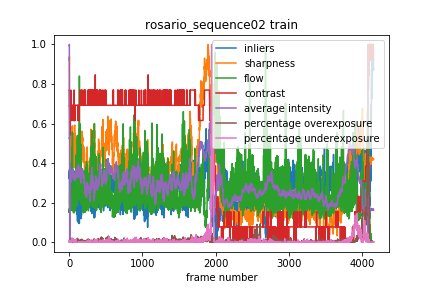 rosario_sequence02 train
1.0
0.8
0.6
0.4
0.2
0.0
inliers
sharpness
flow
contrast
average intensity
percentage overexposure
percentage underexposure
0 1000 2000 3000 4000
frame number